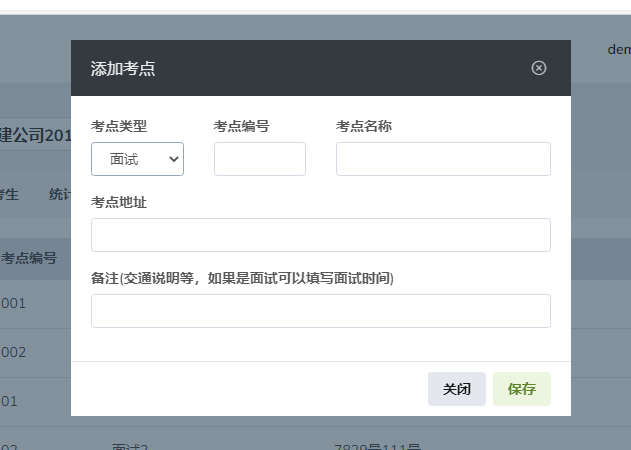 dem
添加考点
建公司201
考点类型
考点编号
考点名称
面试
考生
统计
考点地址
考点编号
备注(交通说明等，如果是面试可以填写面试时间)
001
002
关闭
保存
01
02
面试2
7829号111号